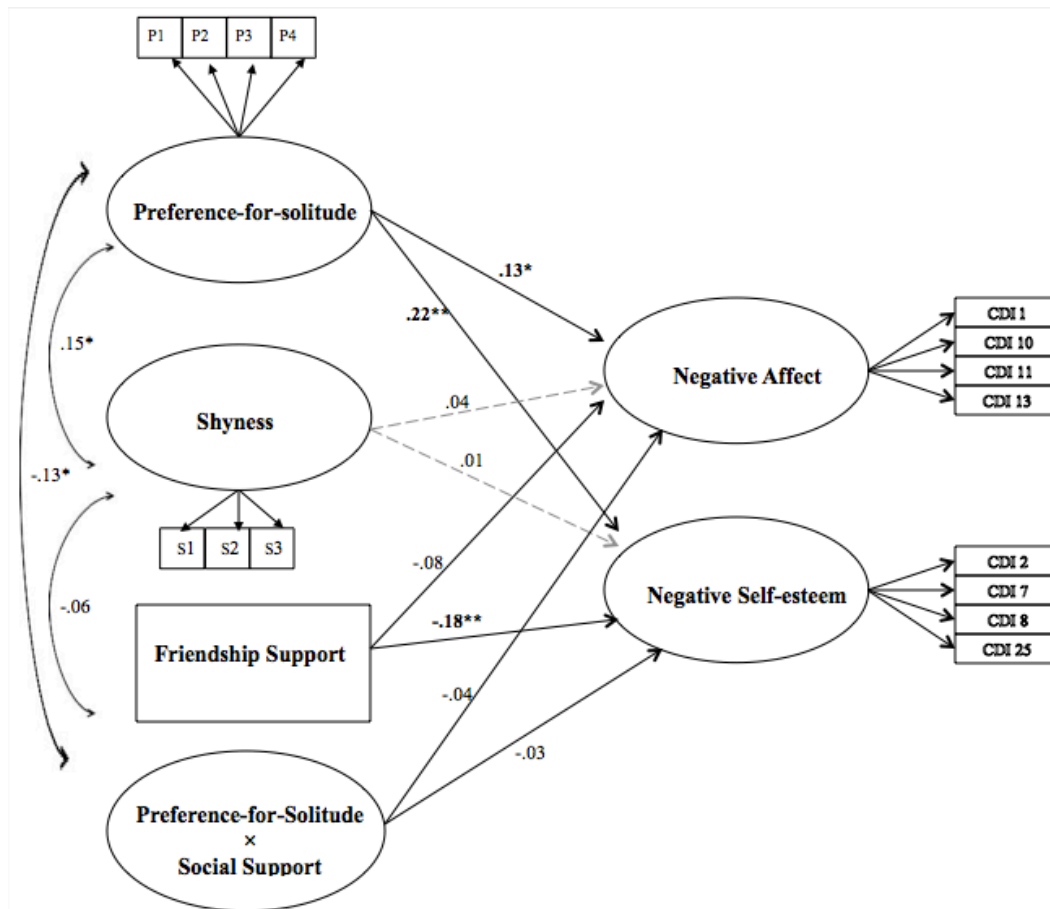 P1 P2 P3 P4
Preference-for-solitude
.13*
.22**
CDI 1
CDI 10
CDI 11
CDI 13
Negative Affect
.15*
Shyness
.04
.01
-.13*
S1 S2 S3
-.06
-.08
-.18**
Friendship Support
Negative Self-esteem
CDI 2
CDI 7
CDI 8
CDI 25
-.04
-.03
Preference-for-Solitude
×
Social Support